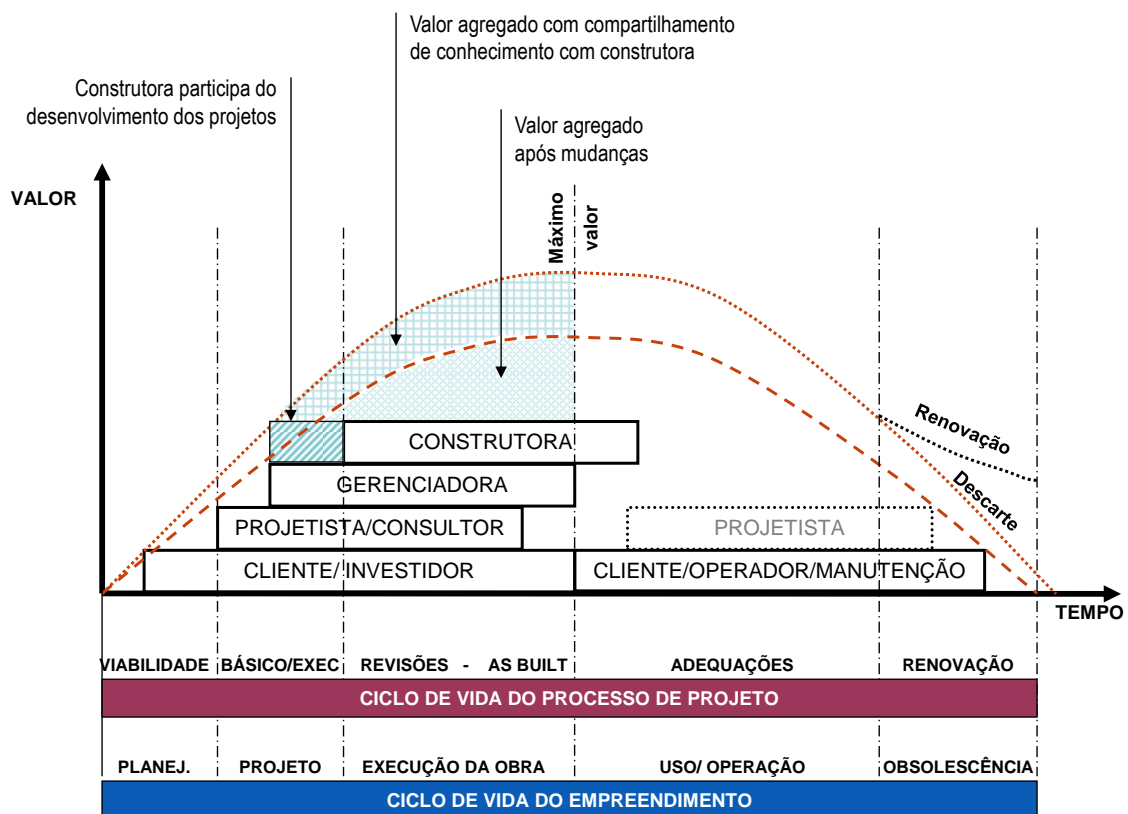 Valor agregado com compartilhamento
de conhecimento com construtora
Construtora participa do
desenvolvimento dos projetos
Valor agregado
após mudanças
VALOR
Máximo
valor
CONSTRUTORA
GERENCIADORA
PROJETISTA/CONSULTOR
PROJETISTA
CLIENTE/ INVESTIDOR
CLIENTE/OPERADOR/MANUTENÇÃO
Renovação
Descarte
TEMPO
VIABILIDADE
BÁSICO/EXEC
REVISÕES - AS BUILT
ADEQUAÇÕES
RENOVAÇÃO
CICLO DE VIDA DO PROCESSO DE PROJETO
PLANEJ.
PROJETO
EXECUÇÃO DA OBRA
USO/ OPERAÇÃO
OBSOLESCÊNCIA
CICLO DE VIDA DO EMPREENDIMENTO